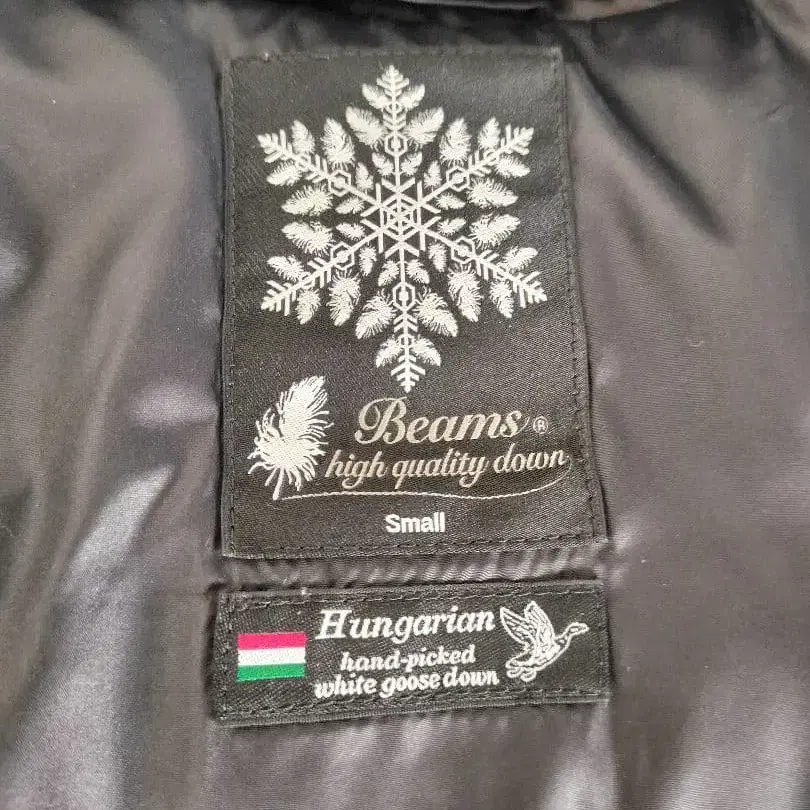 Beams®
high quality down
Small
Hungarian
hand-picked
white goose down